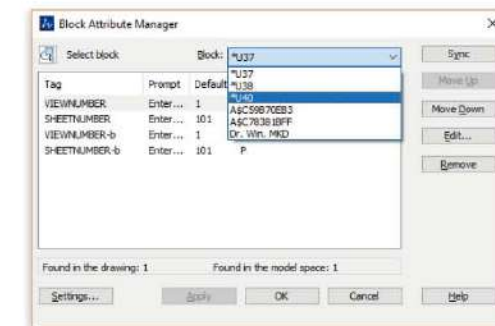 Block Attribute Manager
Select block
Block: *U37
Sync
*U37
*U38
*U40
A$C59B70EB3
A$C783B1BFF
Dr. Win. MKD
Tag Prompt Default
VIEWNUMBER Enter... 1
SHEETNUMBER Enter... 101
VIEWNUMBER-b Enter... 1
SHEETNUMBER-b Enter... 101 P
Move Up
Move Down
Edit...
Remove
Found in the drawing: 1 Found in the model space: 1
Settings... Apply OK Cancel Help